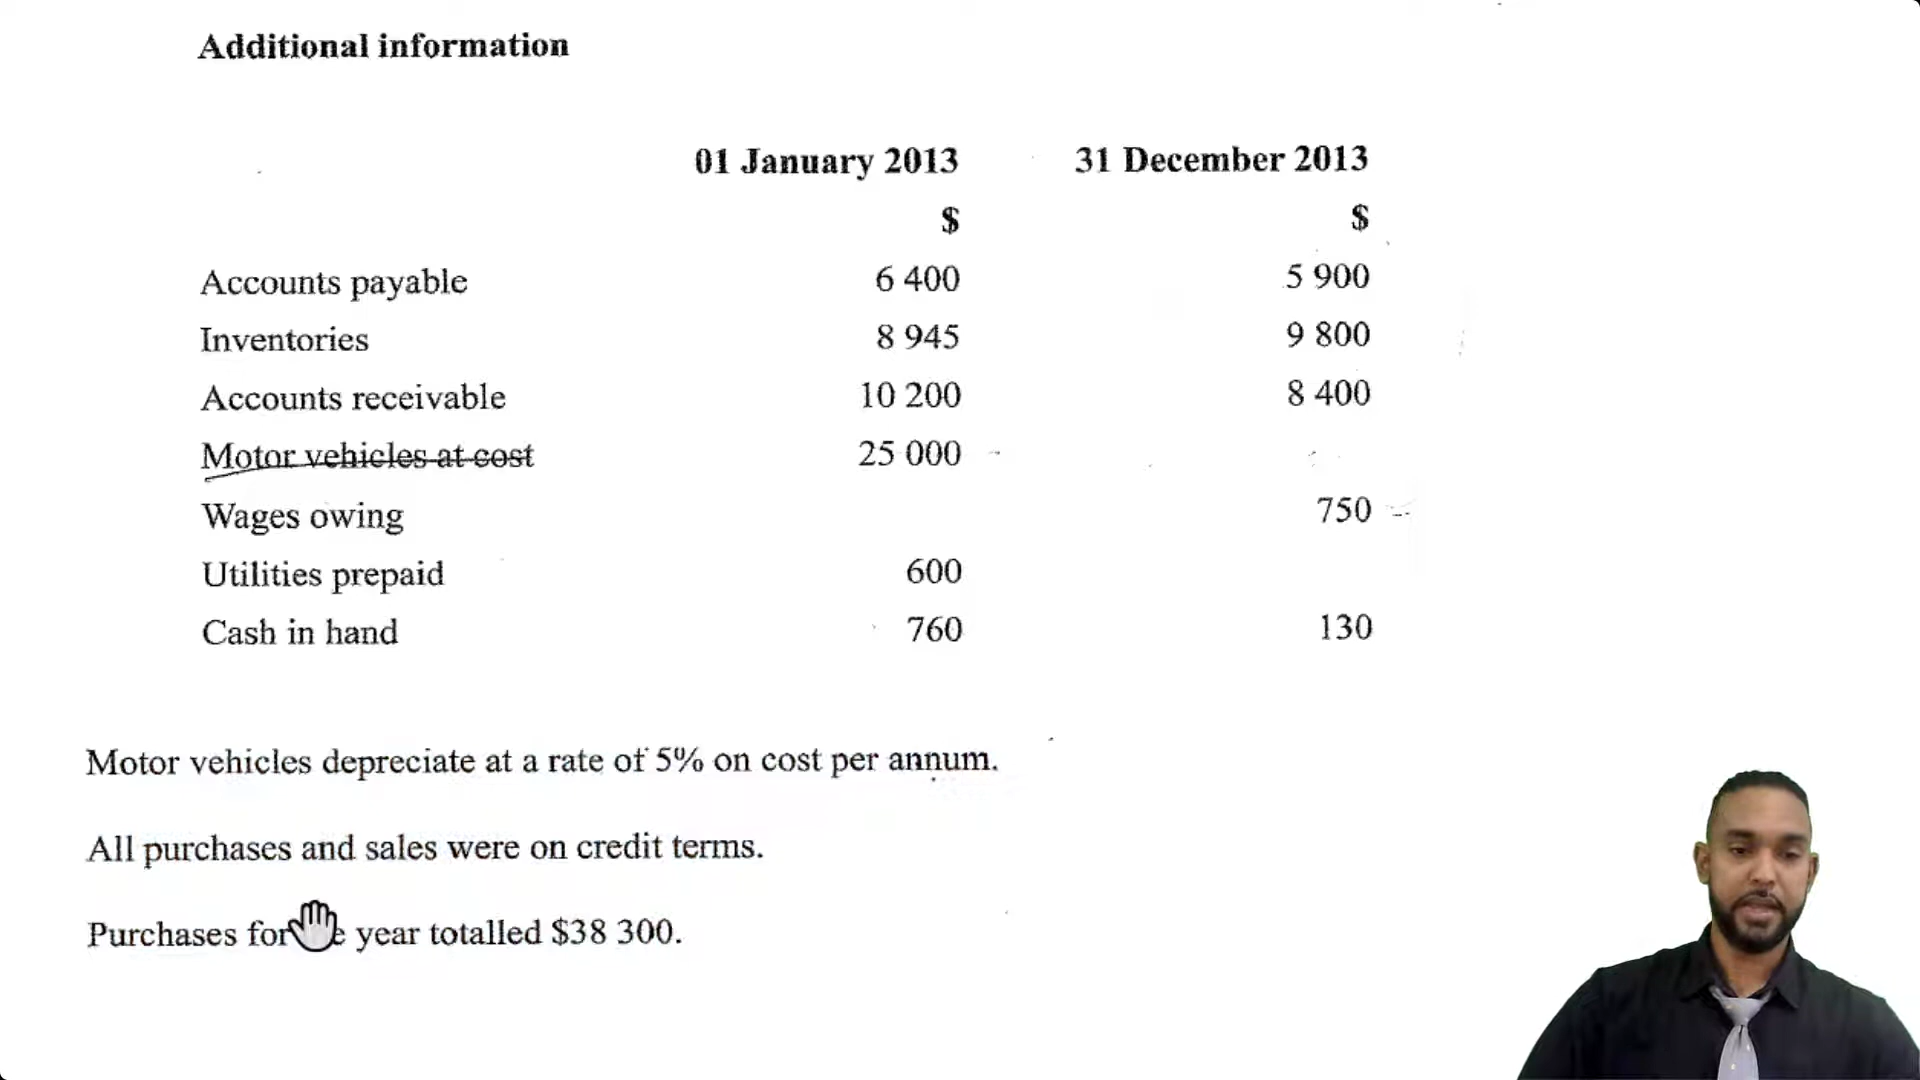 Additional information
01 January 2013 31 December 2013
$ $
Accounts payable 6 400 5 900
Inventories 8 945 9 800
Accounts receivable 10 200 8 400
Motor vehicles at cost 25 000
Wages owing 750
Utilities prepaid 600
Cash in hand 760 130
Motor vehicles depreciate at a rate of 5% on cost per annum.
All purchases and sales were on credit terms.
Purchases for year totalled $38 300.